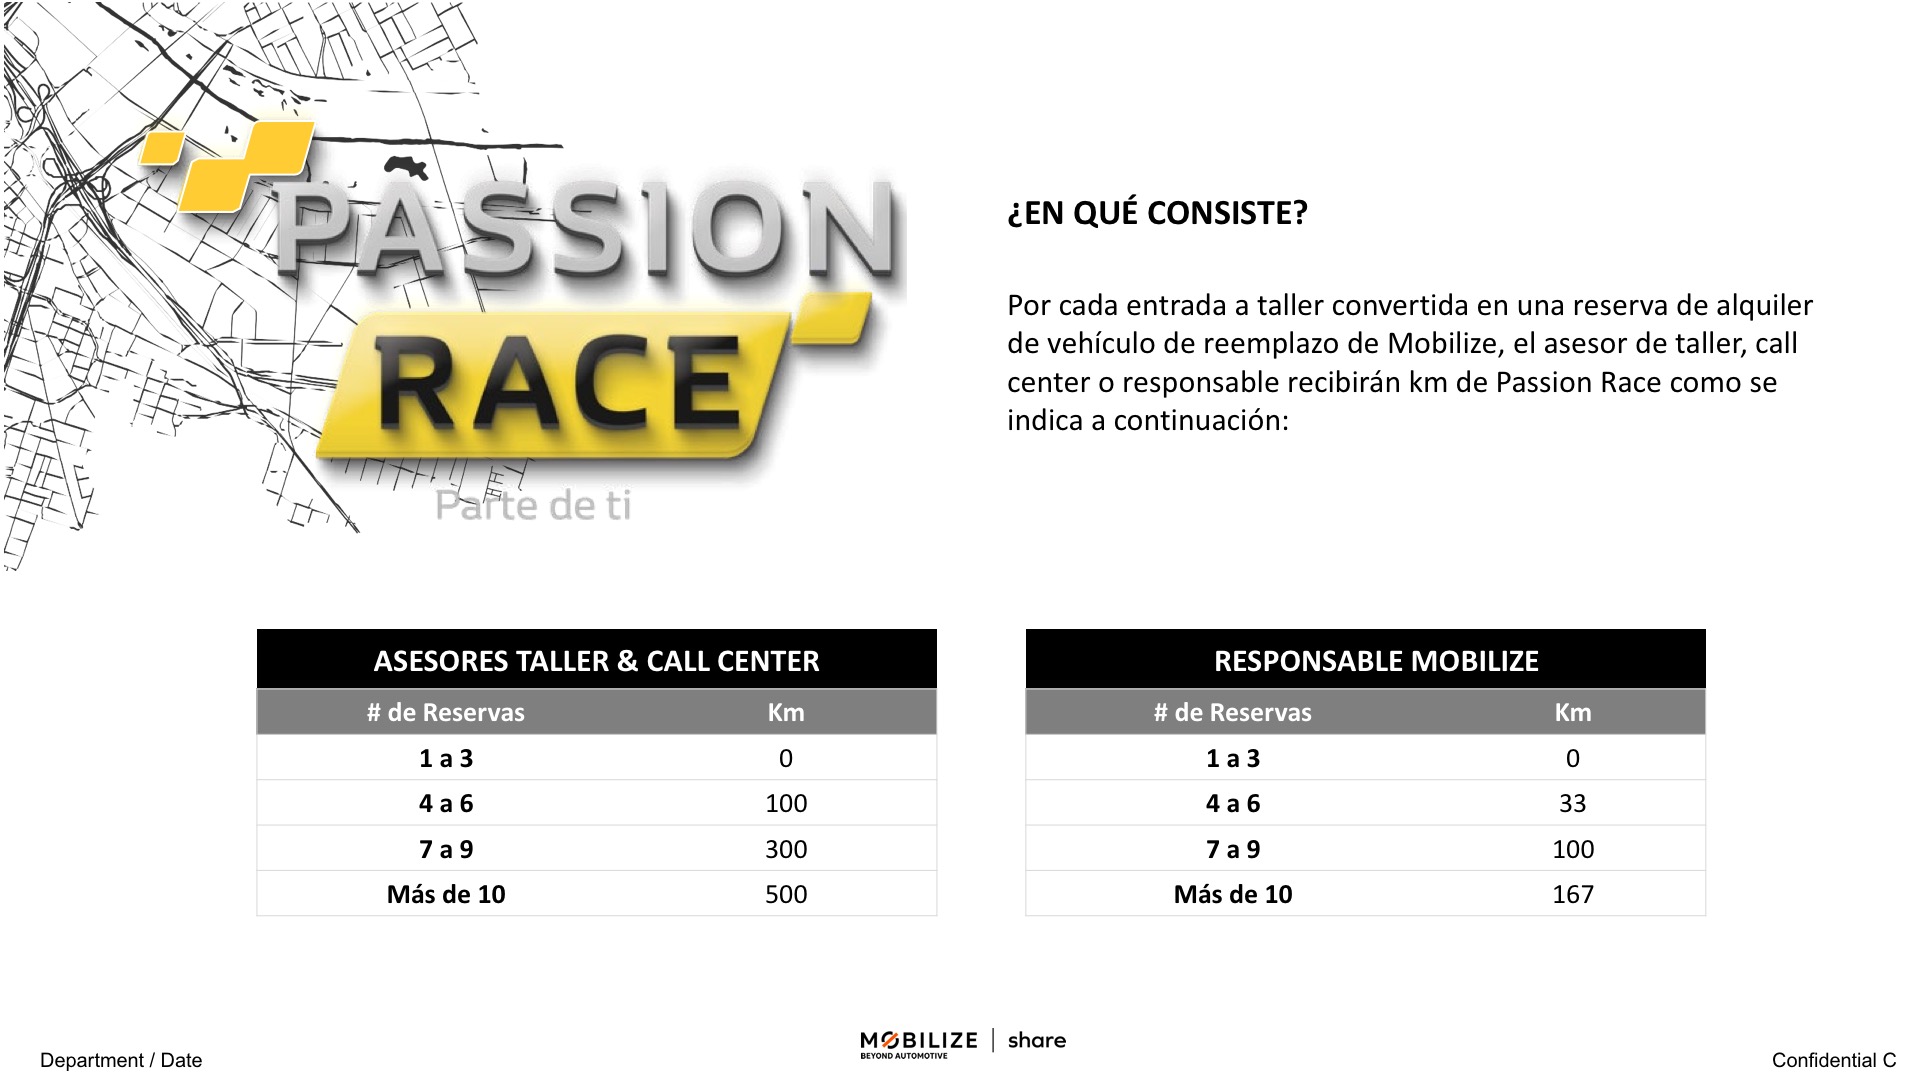 PASSION
RACE
Parte de ti
¿EN QUÉ CONSISTE?
Por cada entrada a taller convertida en una reserva de alquiler
de vehículo de reemplazo de Mobilize, el asesor de taller, call
center o responsable recibirán km de Passion Race como se
indica a continuación:
ASESORES TALLER & CALL CENTER
# de Reservas Km
1 a 3 0
4 a 6 100
7 a 9 300
Más de 10 500
RESPONSABLE MOBILIZE
# de Reservas Km
1 a 3 0
4 a 6 33
7 a 9 100
Más de 10 167
MOBILIZE | share
BEYOND AUTOMOTIVE
Department / Date
Confidential C